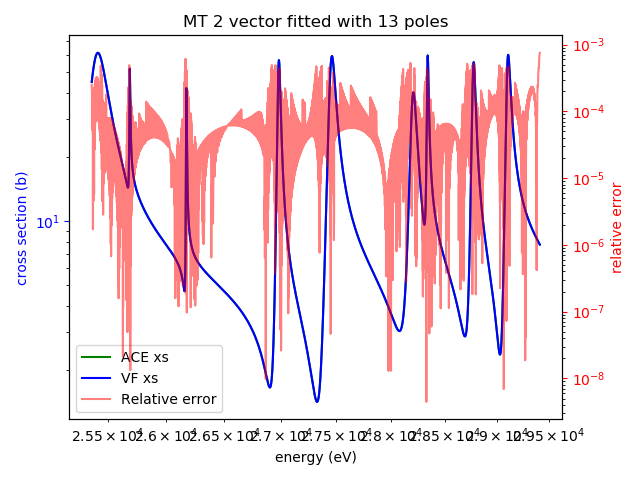 MT 2 vector fitted with 13 poles
cross section (b)
10¹
10⁻³
10⁻⁴
10⁻⁵
10⁻⁶
10⁻⁷
10⁻⁸
relative error
ACE xs
VF xs
Relative error
2.55 × 10⁴ 2.6 × 10⁴ 2.65 × 10⁴ 2.7 × 10⁴ 2.75 × 10⁴ 2.8 × 10⁴ 2.85 × 10⁴ 2.9 × 10⁴ 2.95 × 10⁴
energy (eV)